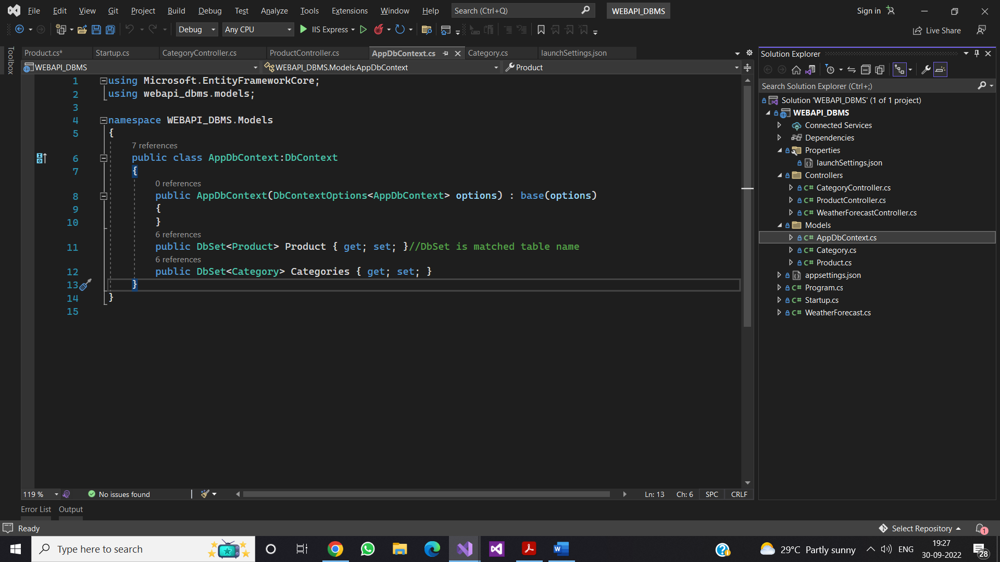 File Edit View Git Project Build Debug Test Analyze Tools Extensions Window Help Search (Ctrl+Q) WEBAPI_DBMS Sign in
Debug Any CPU IIS Express Live Share
Toolbox
Product.cs* Startup.cs CategoryController.cs ProductController.cs AppDbContext.cs Category.cs launchSettings.json
WEBAPI_DBMS WEBAPI_DBMS.Models.AppDbContext Product
1 using Microsoft.EntityFrameworkCore;
2 using webapi_dbms.models;
3
4 namespace WEBAPI_DBMS.Models
5 {
7 references
6 public class AppDbContext:DbContext
7 {
0 references
8 public AppDbContext(DbContextOptions<AppDbContext> options) : base(options)
9 {
10 }
6 references
11 public DbSet<Product> Product { get; set; }//DbSet is matched table name
6 references
12 public DbSet<Category> Categories { get; set; }
13 }
14 }
15
119 % No issues found Ln: 13 Ch: 6 SPC CRLF
Error List Output
Solution Explorer
Search Solution Explorer (Ctrl+;)
Solution 'WEBAPI_DBMS' (1 of 1 project)
WEBAPI_DBMS
Connected Services
Dependencies
Properties
launchSettings.json
Controllers
C# CategoryController.cs
C# ProductController.cs
C# WeatherForecastController.cs
Models
C# AppDbContext.cs
C# Category.cs
C# Product.cs
appsettings.json
C# Program.cs
C# Startup.cs
C# WeatherForecast.cs
Ready Select Repository 1
Type here to search 29°C Partly sunny ENG 19:27
30-09-2022 28